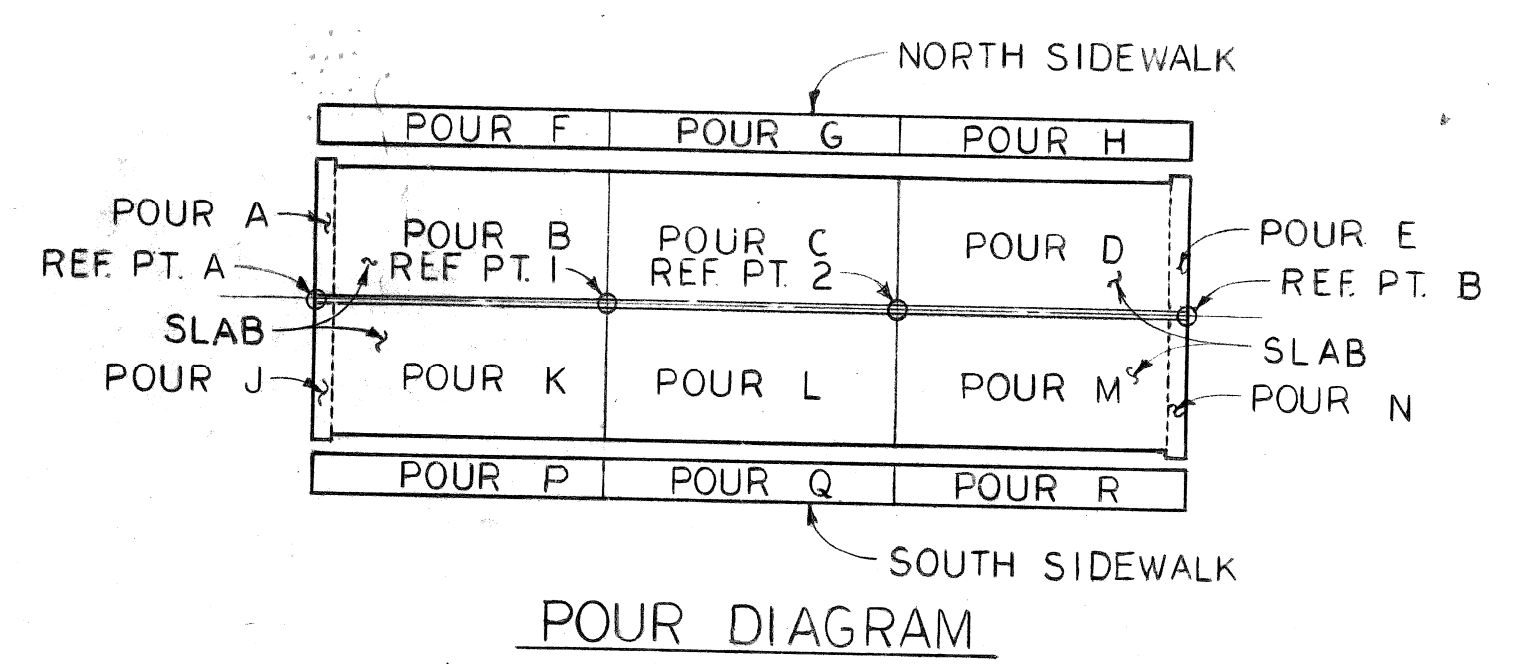 NORTH SIDEWALK
POUR F
POUR G
POUR H
POUR A
POUR B
POUR C
POUR D
POUR E
REF. PT. A
REF PT. 1
REF. PT. 2
REF. PT. B
SLAB
SLAB
POUR J
POUR K
POUR L
POUR M
POUR N
POUR P
POUR Q
POUR R
SOUTH SIDEWALK
POUR DIAGRAM